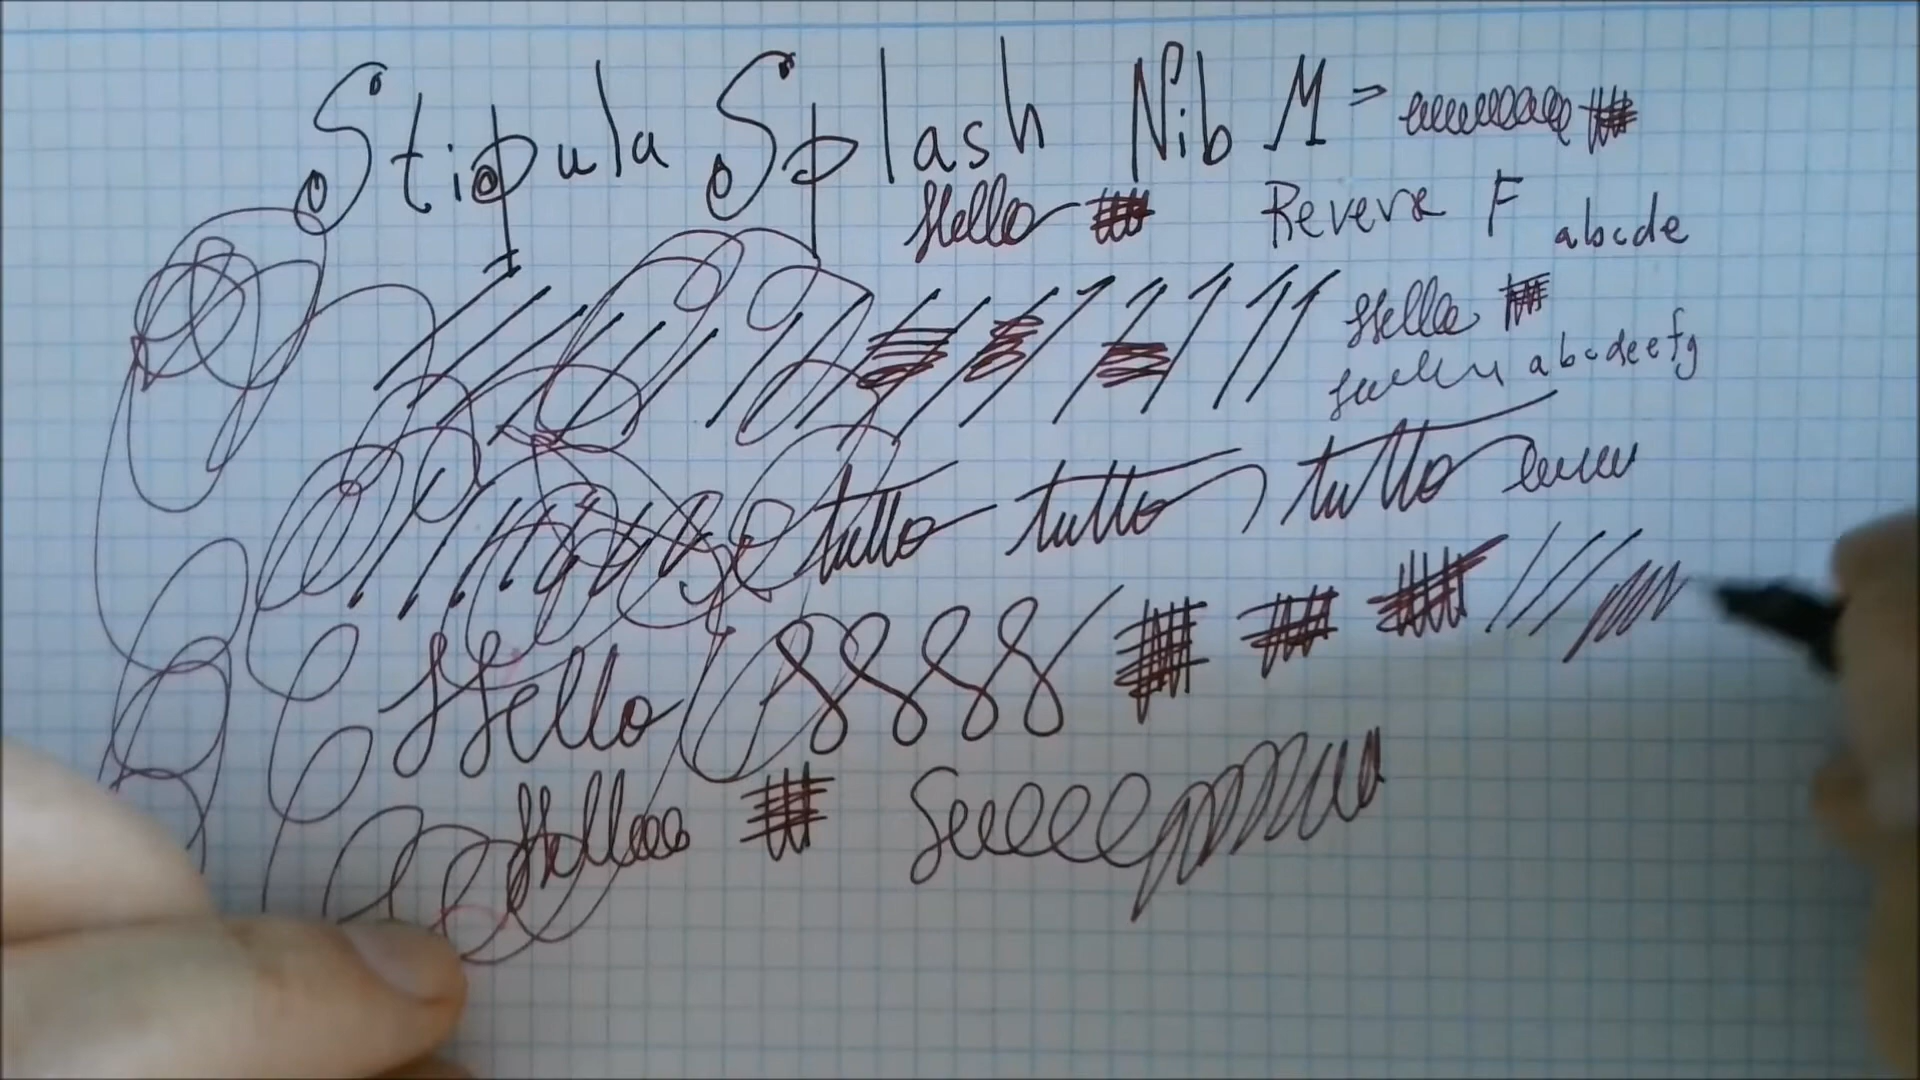 Stipula Splash Nib M =
Hello Reverse F abcde
Hello
abcdeefg
tutto tutto tutto
Hello 8888
Hello